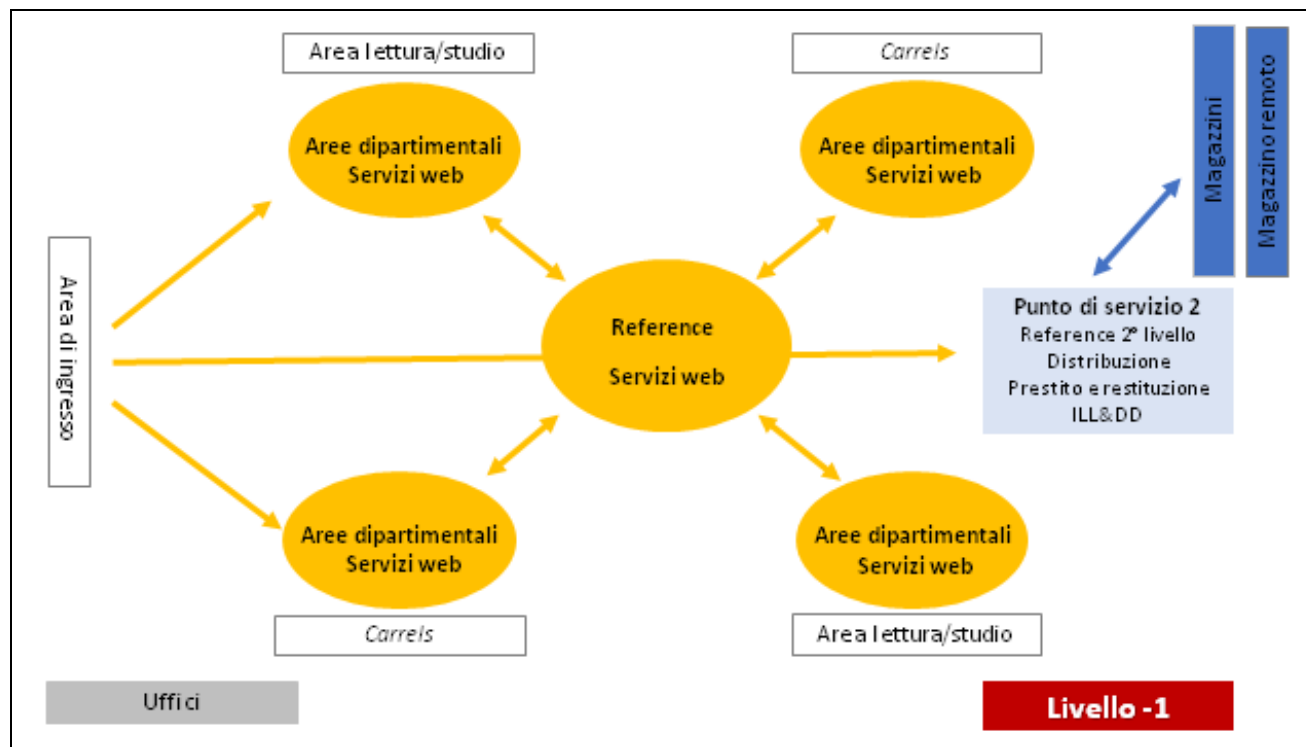 Area lettura/studio
Carrels
Aree dipartimentali
Servizi web
Aree dipartimentali
Servizi web
Magazzini
Magazzino remoto
Area di ingresso
Reference
Servizi web
Punto di servizio 2
Reference 2° livello
Distribuzione
Prestito e restituzione
ILL&DD
Aree dipartimentali
Servizi web
Aree dipartimentali
Servizi web
Carrels
Area lettura/studio
Uffici
Livello -1